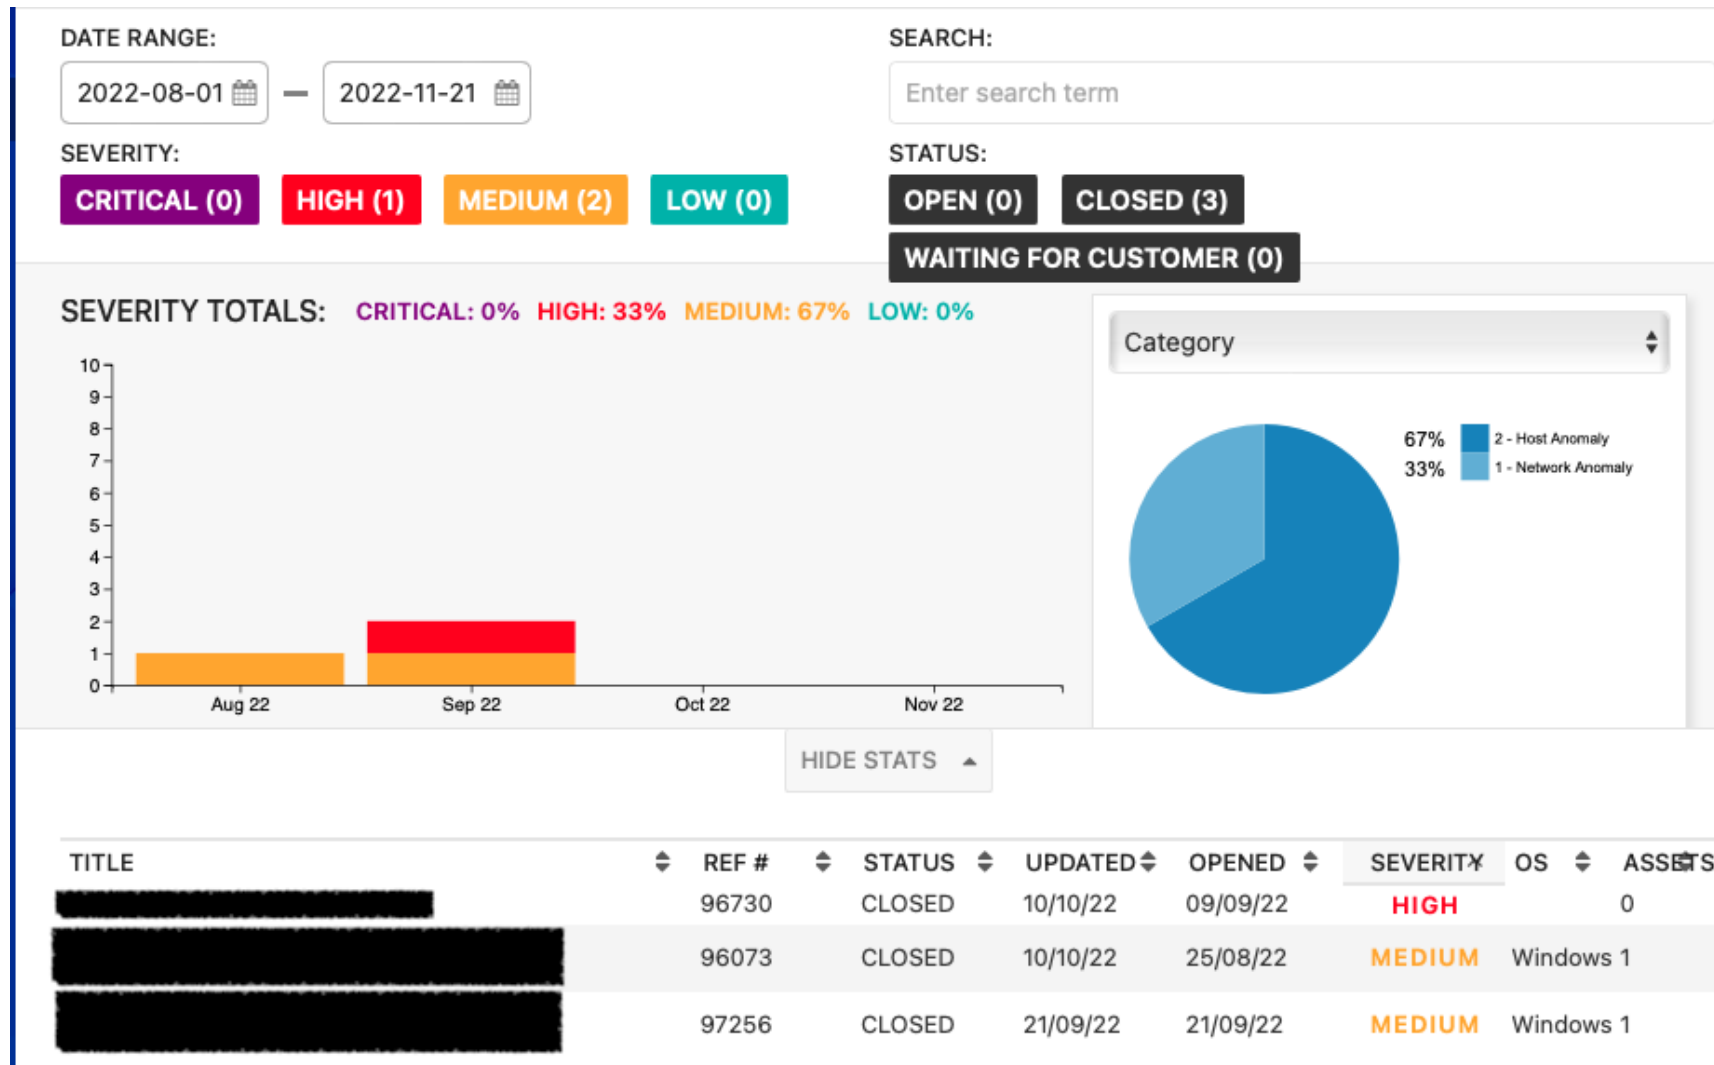 DATE RANGE:
SEARCH:
2022-08-01 — 2022-11-21
Enter search term
SEVERITY:
STATUS:
CRITICAL (0) HIGH (1) MEDIUM (2) LOW (0)
OPEN (0) CLOSED (3)
WAITING FOR CUSTOMER (0)
SEVERITY TOTALS: CRITICAL: 0% HIGH: 33% MEDIUM: 67% LOW: 0%
Category
10
9
8
7
6
5
4
3
2
1
0
Aug 22 Sep 22 Oct 22 Nov 22
67% 2 - Host Anomaly
33% 1 - Network Anomaly
HIDE STATS
TITLE REF # STATUS UPDATED OPENED SEVERITY OS ASSETS
96730 CLOSED 10/10/22 09/09/22 HIGH 0
96073 CLOSED 10/10/22 25/08/22 MEDIUM Windows 1
97256 CLOSED 21/09/22 21/09/22 MEDIUM Windows 1